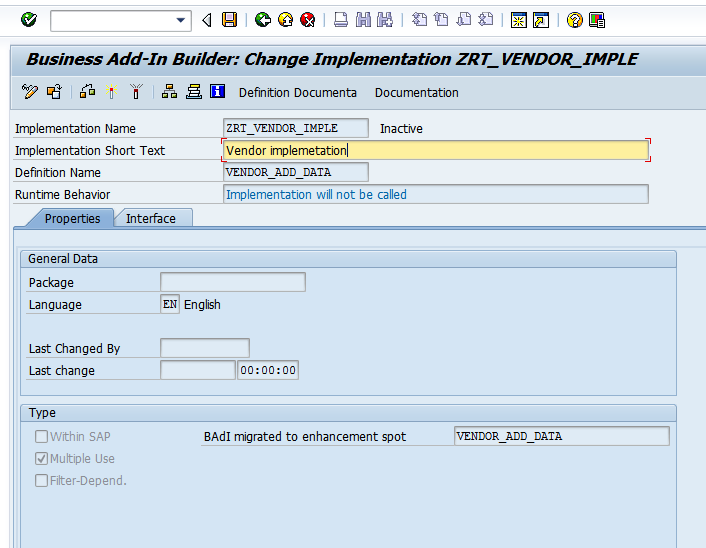 Business Add-In Builder: Change Implementation ZRT_VENDOR_IMPLE
Definition Documenta Documentation
Implementation Name ZRT_VENDOR_IMPLE Inactive
Implementation Short Text Vendor implemetation
Definition Name VENDOR_ADD_DATA
Runtime Behavior Implementation will not be called
Properties Interface
General Data
Package
Language EN English
Last Changed By
Last change 00:00:00
Type
Within SAP BAdI migrated to enhancement spot VENDOR_ADD_DATA
Multiple Use
Filter-Depend.